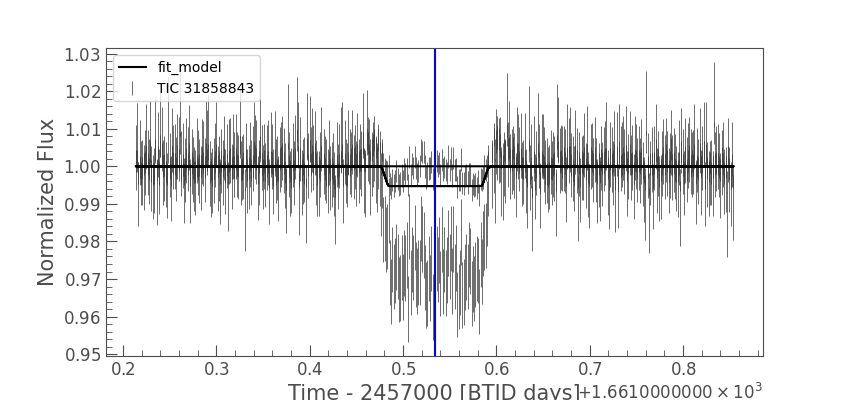 1.03
1.02
1.01
1.00
0.99
0.98
0.97
0.96
0.95
Normalized Flux
fit_model
TIC 31858843
0.2 0.3 0.4 0.5 0.6 0.7 0.8
Time - 2457000 [BTJD days]
+1.6610000000 × 10³